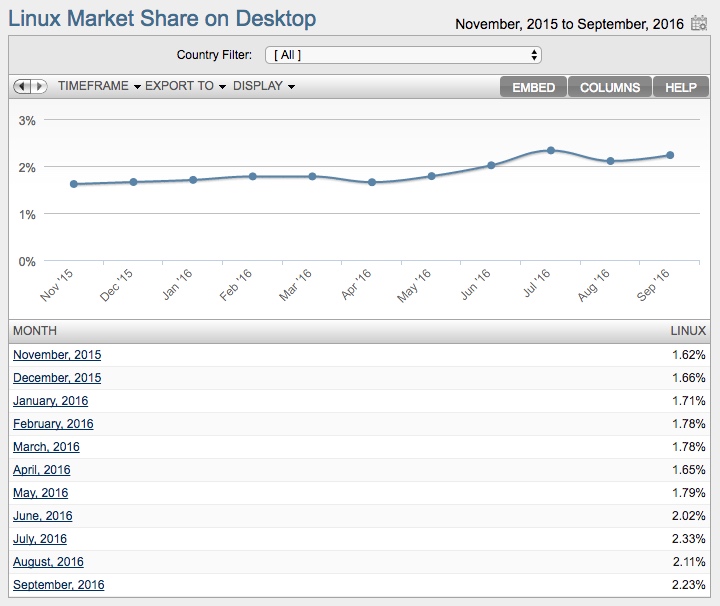 Linux Market Share on Desktop
November, 2015 to September, 2016
Country Filter: [ All ]
TIMEFRAME EXPORT TO DISPLAY EMBED COLUMNS HELP
3%
2%
1%
0%
Nov '15 Dec '15 Jan '16 Feb '16 Mar '16 Apr '16 May '16 Jun '16 Jul '16 Aug '16 Sep '16
MONTH LINUX
November, 2015 1.62%
December, 2015 1.66%
January, 2016 1.71%
February, 2016 1.78%
March, 2016 1.78%
April, 2016 1.65%
May, 2016 1.79%
June, 2016 2.02%
July, 2016 2.33%
August, 2016 2.11%
September, 2016 2.23%